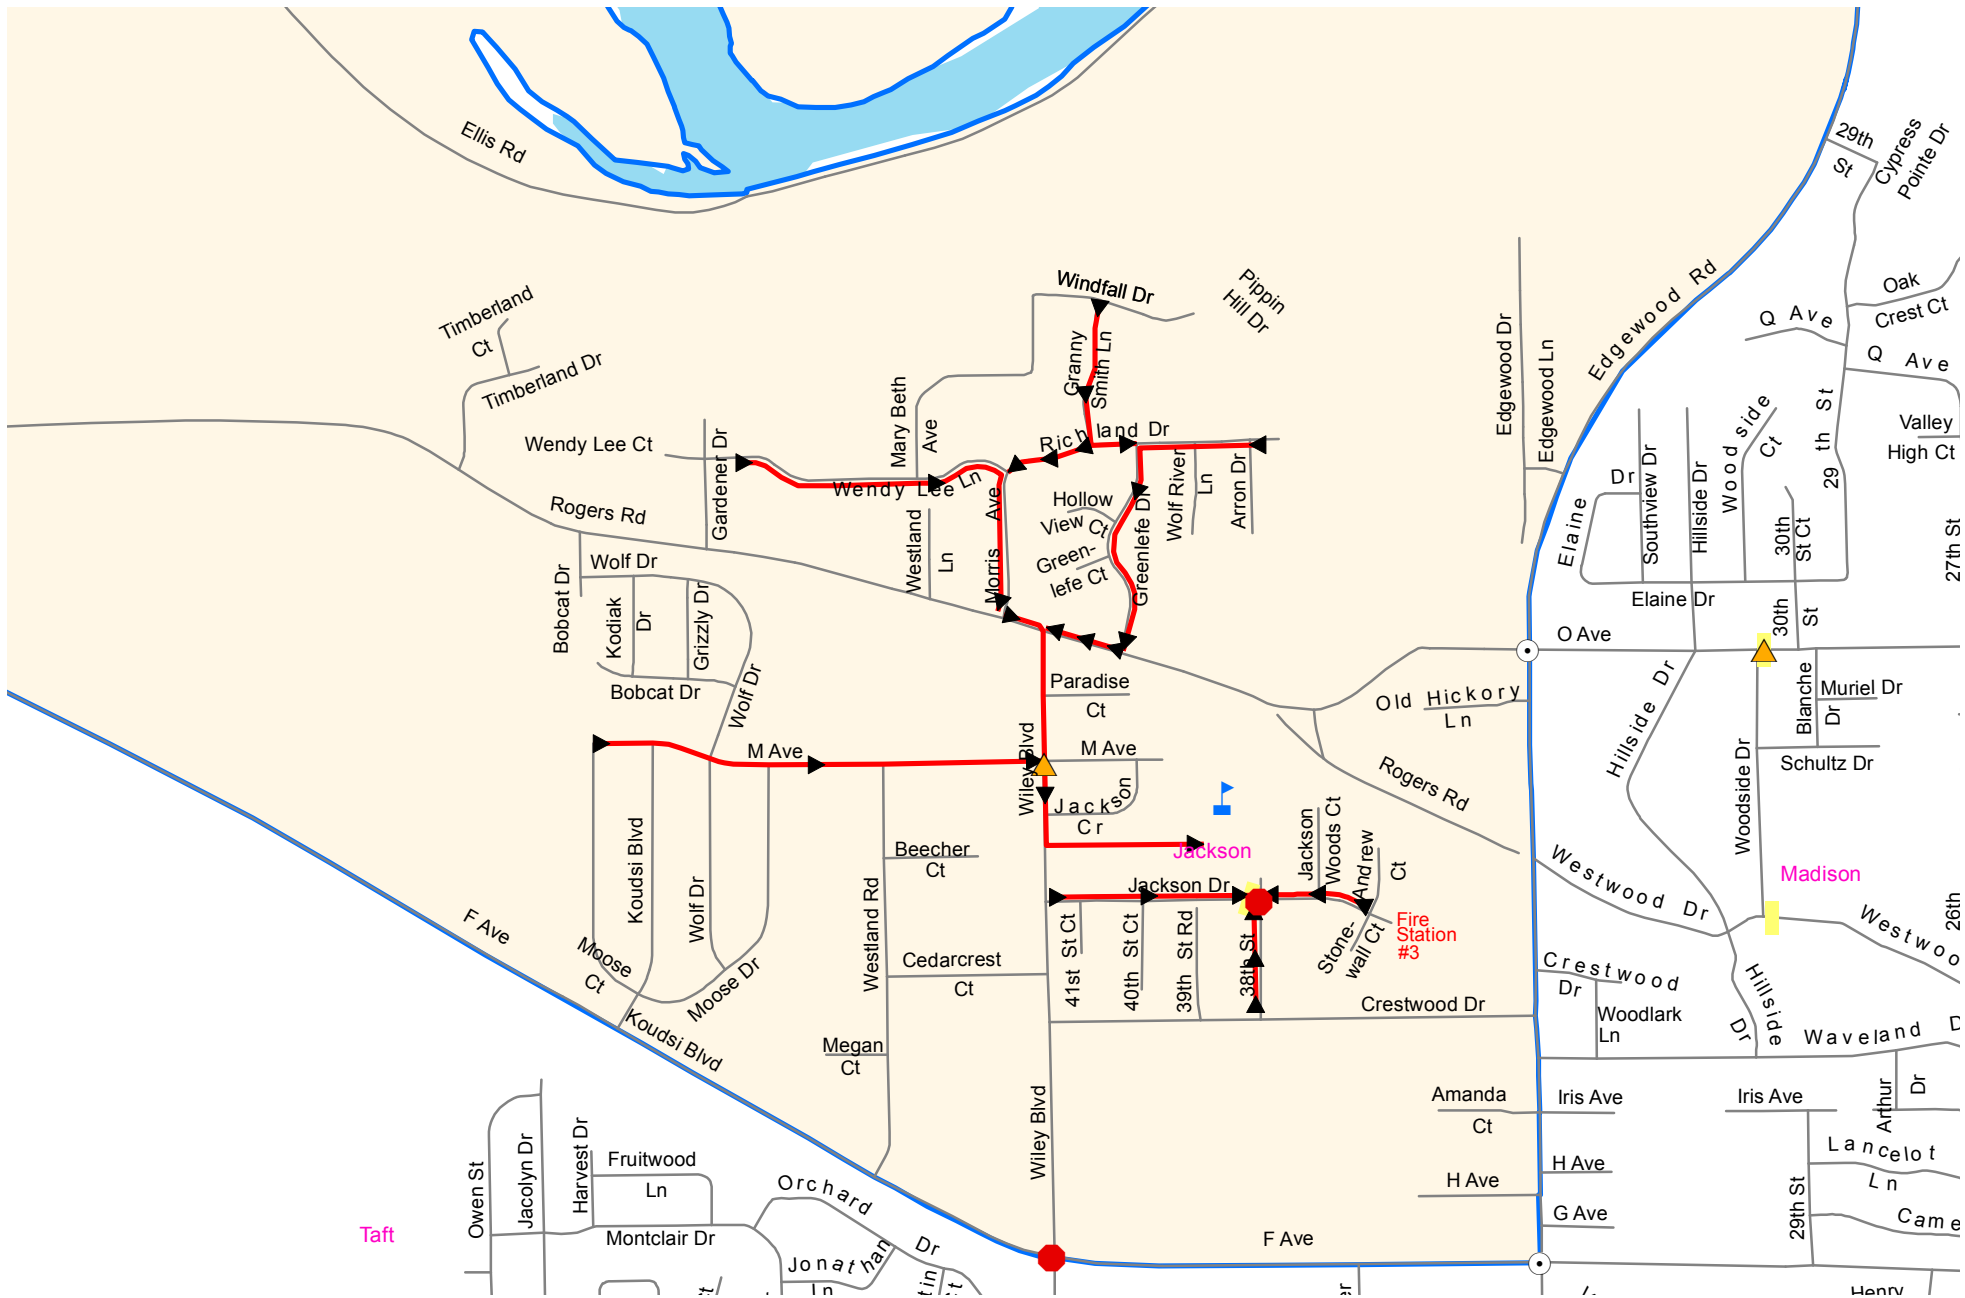 Ellis Rd
29th
St
Cypress
Pointe Dr
Windfall Dr
Pippin
Hill Dr
Edgewood Rd
Oak
Crest Ct
Q Ave
Q Ave
Timberland
Ct
Timberland Dr
Granny
Smith Ln
Edgewood Dr
Edgewood Ln
Mary Beth
Ave
Richland Dr
Wendy Lee Ct
Gardener Dr
Wendy Lee Ln
Woodside
Ct
29 th St
Valley
High Ct
Elaine
Dr
Southview Dr
Hillside Dr
30th
St Ct
27th St
Rogers Rd
Westland
Ln
Morris
Ave
Hollow
View Ct
Green-
lefe Ct
Greenlefe Dr
Wolf River
Ln
Arron Dr
Wolf Dr
Bobcat Dr
Kodiak
Dr
Grizzly Dr
Bobcat Dr
Wolf Dr
Elaine Dr
30th
St
O Ave
Paradise
Ct
Old Hickory
Ln
Hillside Dr
Blanche
Dr
Muriel Dr
Schultz Dr
Woodside Dr
M Ave
M Ave
Wiley Blvd
Jackson
Cr
Rogers Rd
Jackson
Jackson
Woods Ct
Andrew
Ct
Beecher
Ct
Koudsi Blvd
Wolf Dr
Westland Rd
Jackson Dr
Westwood Dr
Madison
Westwoo
26th
F Ave
Moose
Ct
Moose Dr
Koudsi Blvd
Cedarcrest
Ct
41st St Ct
40th St Ct
39th St Rd
38th St
Stone-
wall Ct
Fire
Station
#3
Crestwood Dr
Crestwood
Dr
Woodlark
Ln
Hillside
Dr
Waveland D
Megan
Ct
Wiley Blvd
Amanda
Ct
Iris Ave
Iris Ave
Arthur
Dr
Lancelot
Ln
H Ave
H Ave
G Ave
29th St
Came
F Ave
Owen St
Jacolyn Dr
Harvest Dr
Fruitwood
Ln
Montclair Dr
Orchard
Dr
Jonathan
Ln
Taft
Henry